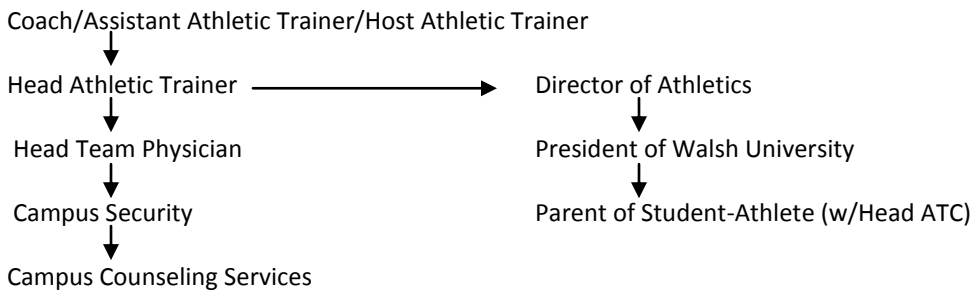 Coach/Assistant Athletic Trainer/Host Athletic Trainer
Head Athletic Trainer
Director of Athletics
Head Team Physician
President of Walsh University
Campus Security
Parent of Student-Athlete (w/Head ATC)
Campus Counseling Services